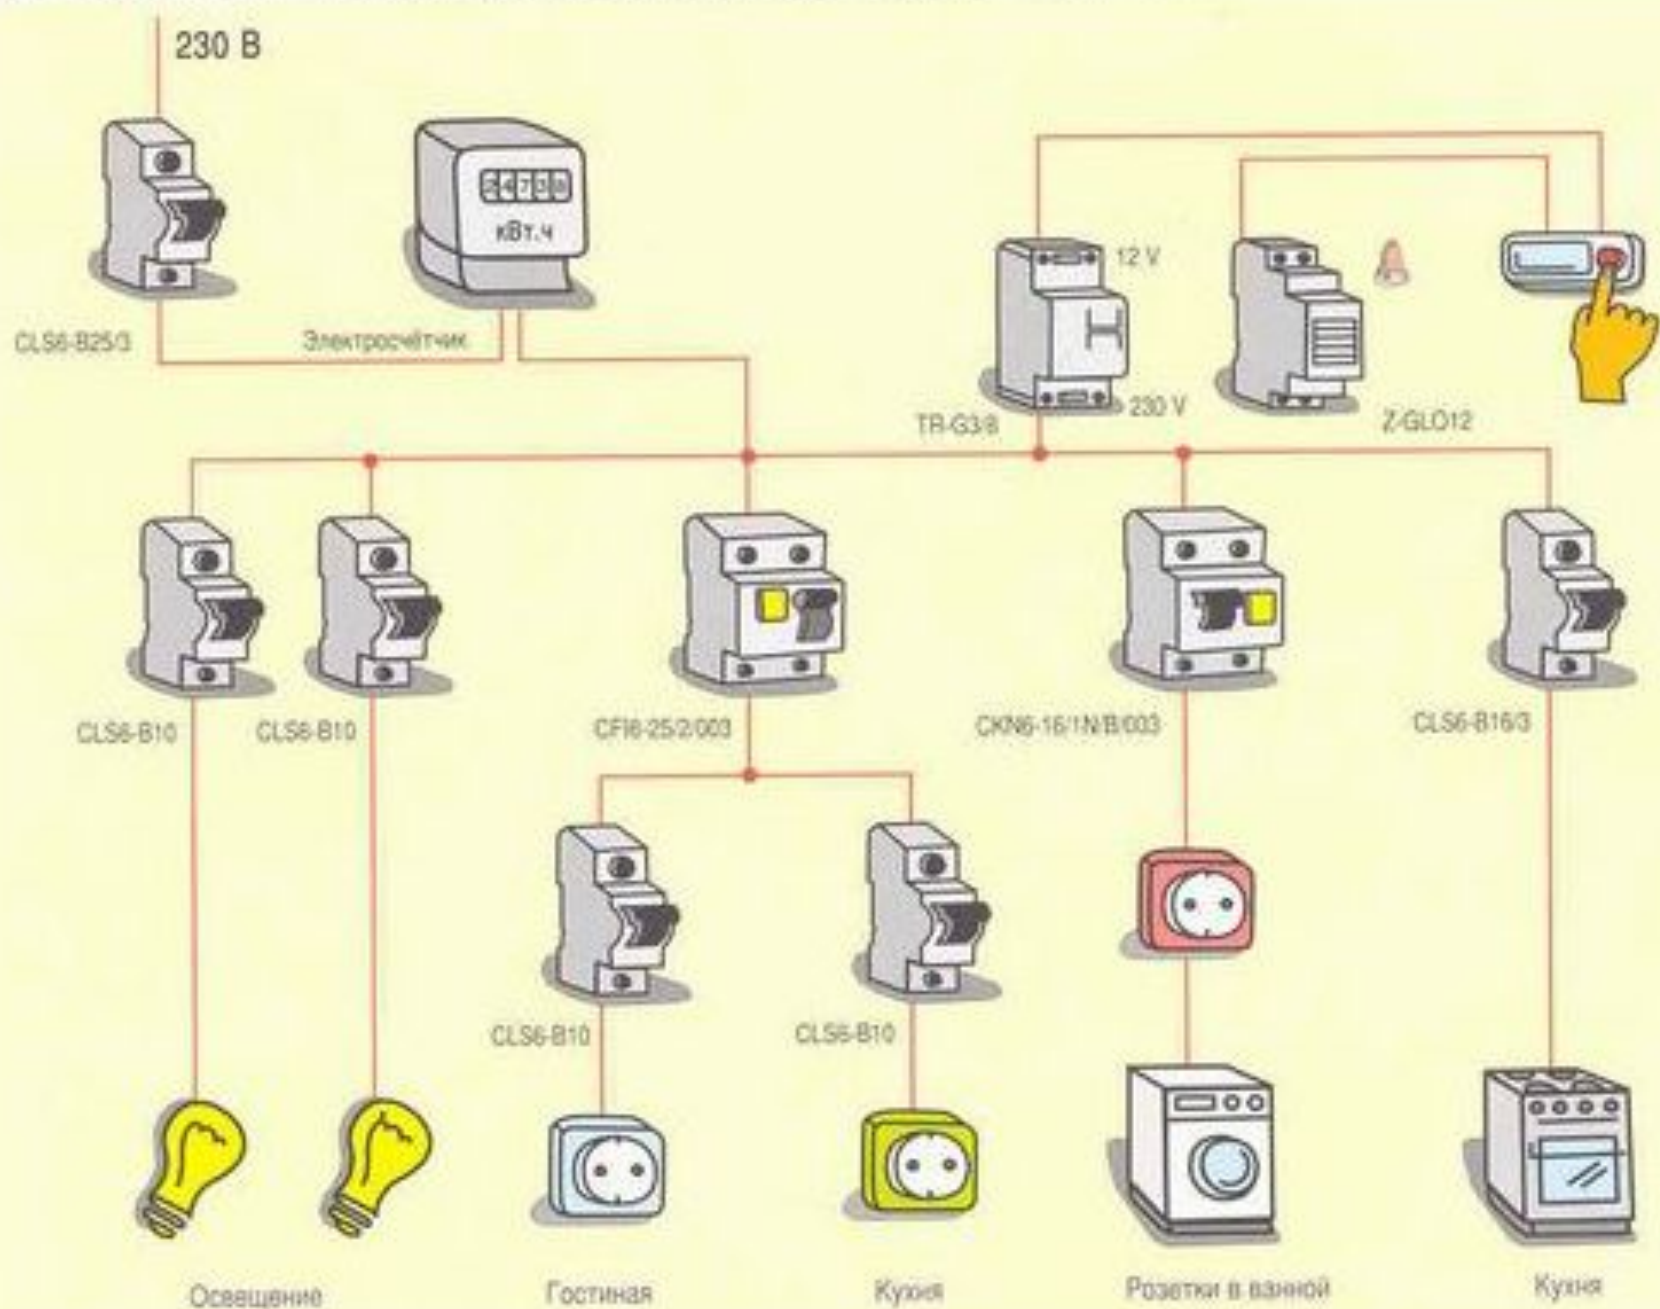 230 В
24738
кВт.ч
12 V
CLS6-B25/3
Электросчётчик
230 V
TR-G3/8
Z-GLO12
CLS6-B10
CLS6-B10
CFI6-25/2/003
CKN6-16/1N/B/003
CLS6-B16/3
CLS6-B10
CLS6-B10
Освещение
Гостиная
Кухня
Розетки в ванной
Кухня